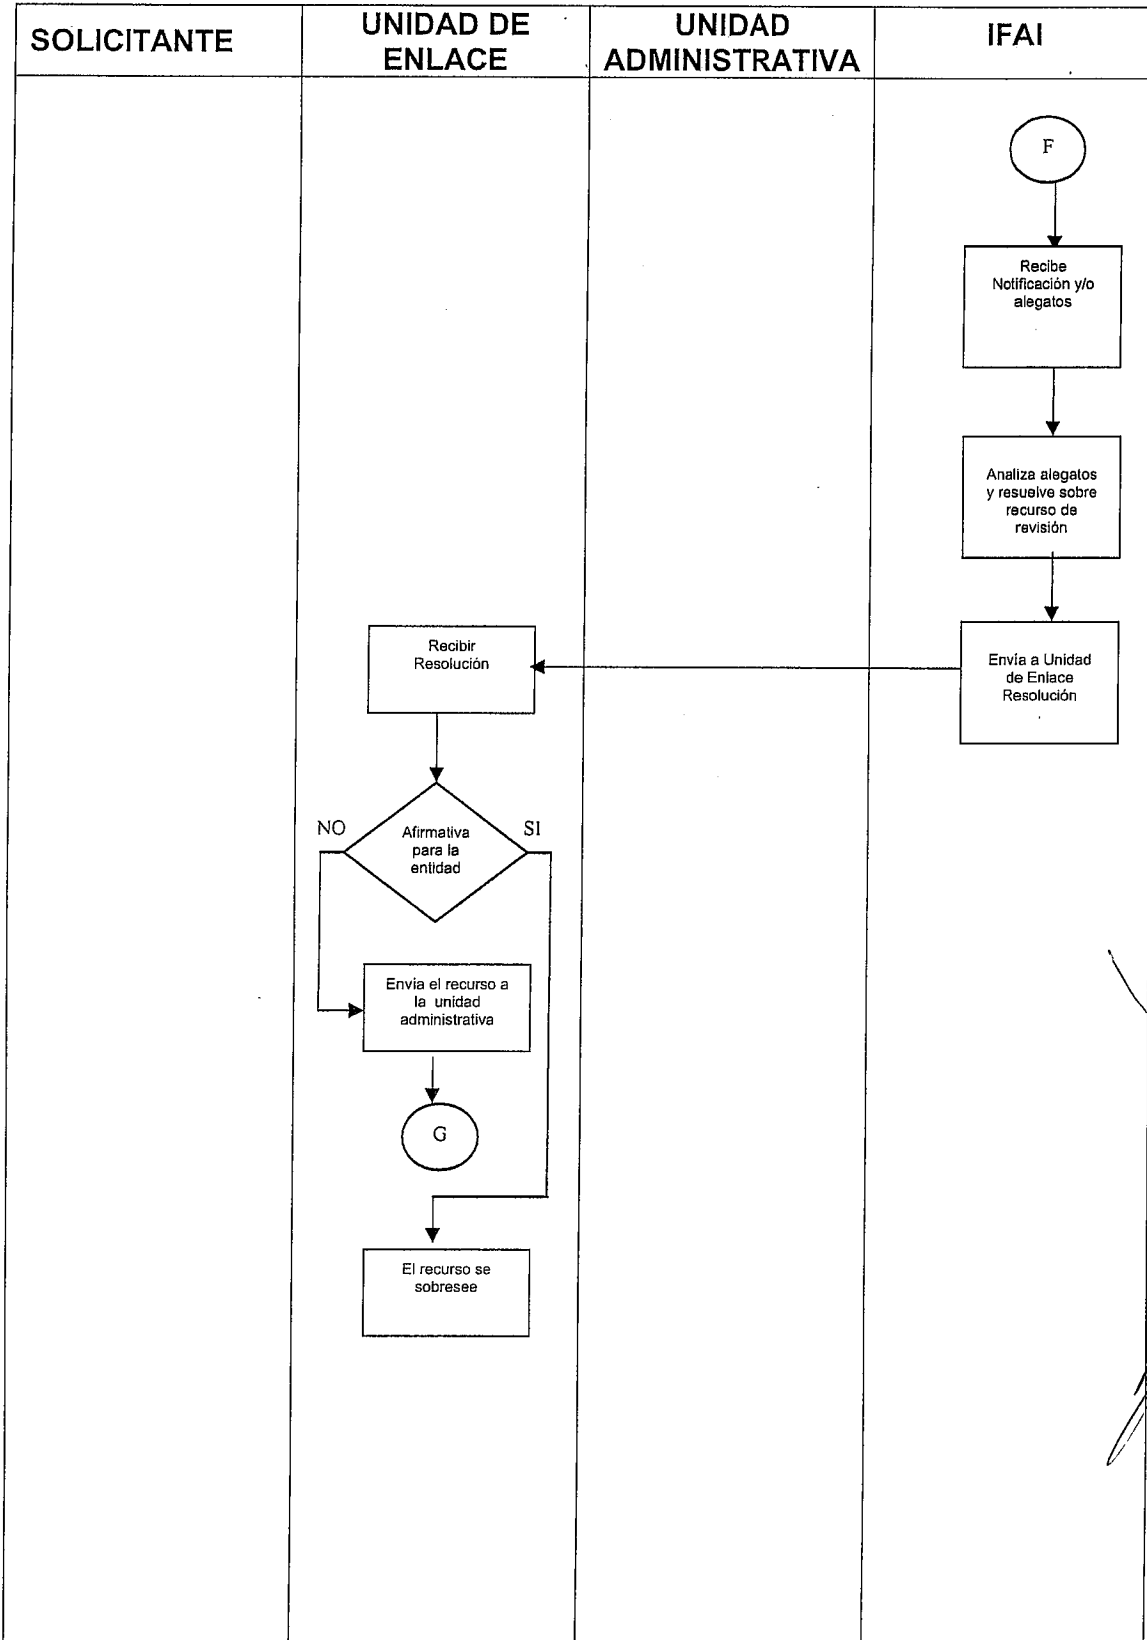 SOLICITANTE
UNIDAD DE
ENLACE
UNIDAD
ADMINISTRATIVA
IFAI
F
Recibe
Notificación y/o
alegatos
Analiza alegatos
y resuelve sobre
recurso de
revisión
Envía a Unidad
de Enlace
Resolución
Recibir
Resolución
NO
Afirmativa
para la
entidad
SI
Envía el recurso a
la unidad
administrativa
G
El recurso se
sobresee